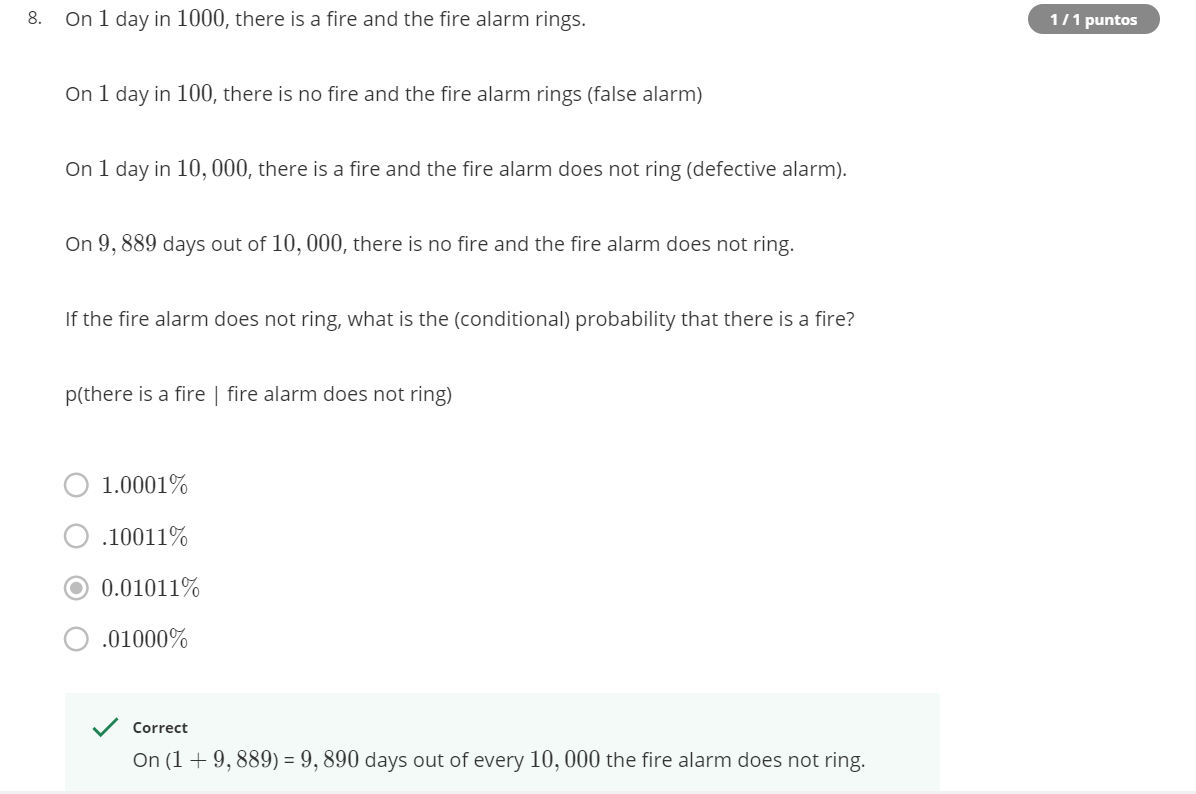 8. On 1 day in 1000, there is a fire and the fire alarm rings.
1 / 1 puntos
On 1 day in 100, there is no fire and the fire alarm rings (false alarm)
On 1 day in 10, 000, there is a fire and the fire alarm does not ring (defective alarm).
On 9, 889 days out of 10, 000, there is no fire and the fire alarm does not ring.
If the fire alarm does not ring, what is the (conditional) probability that there is a fire?
p(there is a fire | fire alarm does not ring)
1.0001%
.10011%
0.01011%
.01000%
Correct
On (1 + 9, 889) = 9, 890 days out of every 10, 000 the fire alarm does not ring.